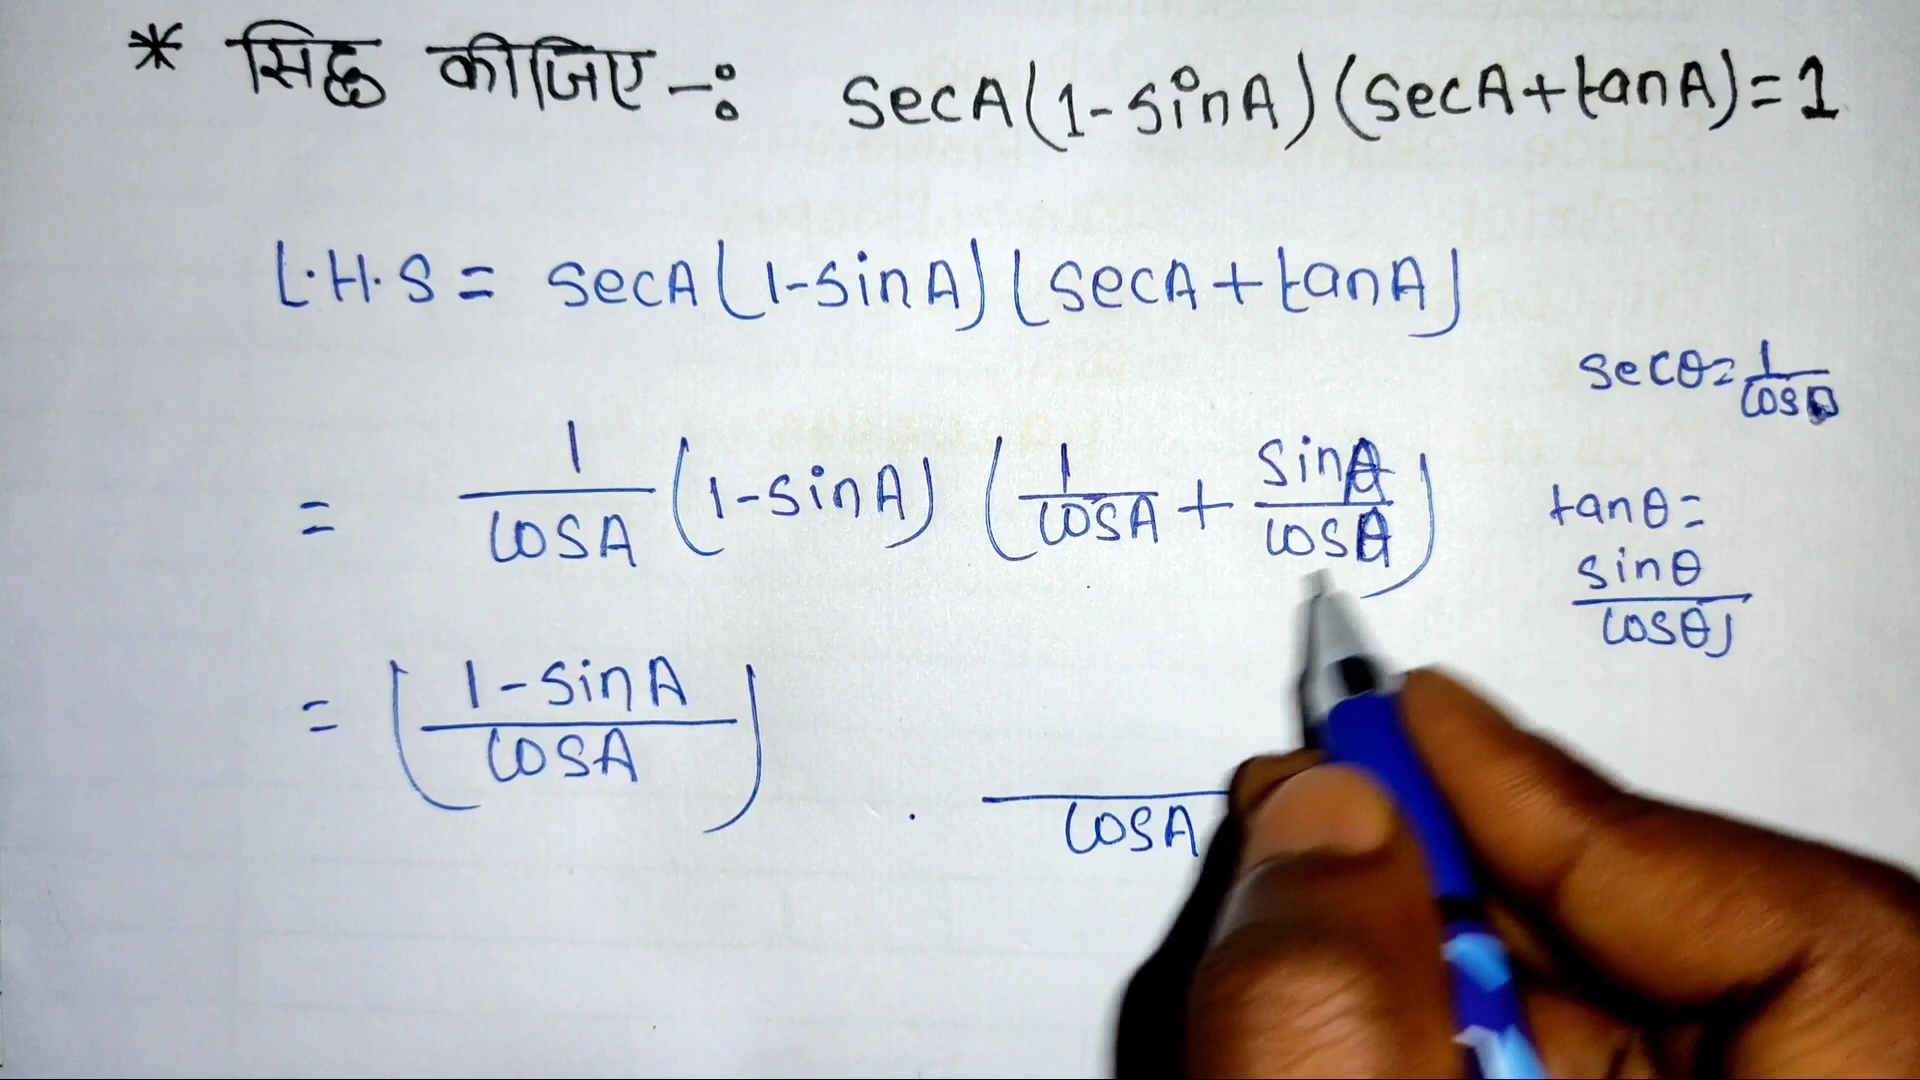 * सिद्ध कीजिए -: secA(1-sinA)(secA+tanA)=1
L.H.S = secA(1-sinA)(secA+tanA)
secθ=1/cosθ
= 1/cosA (1-sinA) (1/cosA + sinA/cosA)
tanθ=
sinθ/cosθ
= (1-sinA/cosA) . /cosA